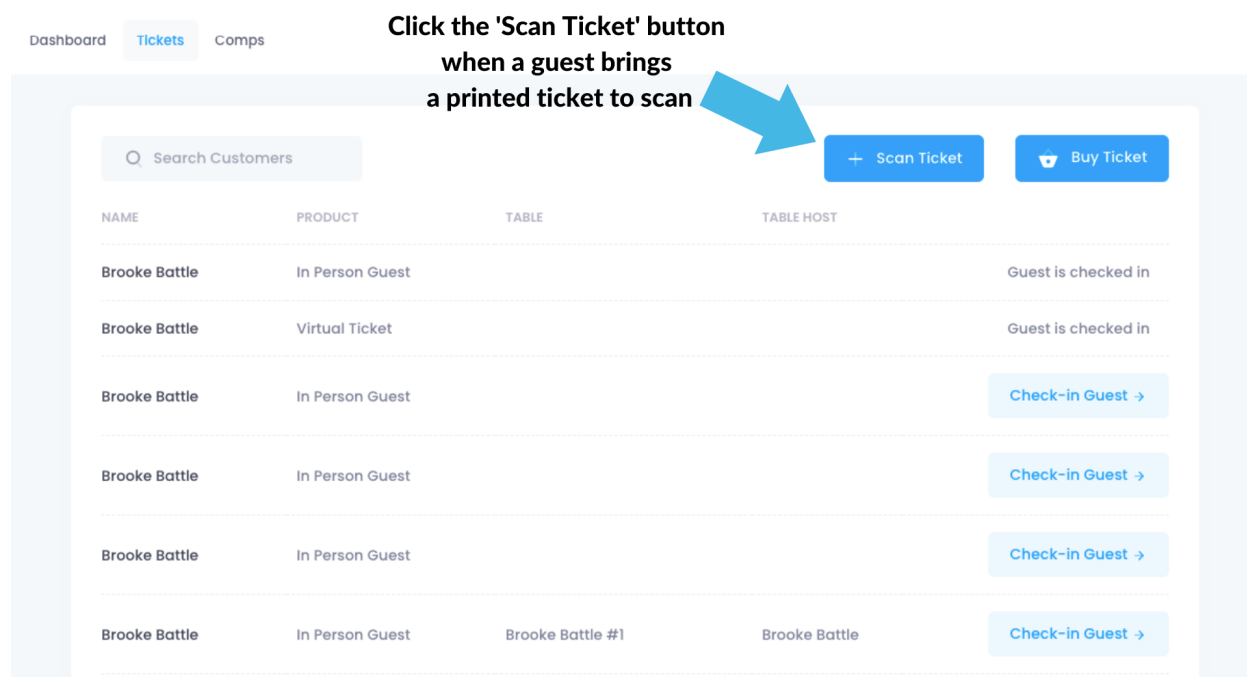 Click the 'Scan Ticket' button
when a guest brings
a printed ticket to scan
Dashboard Tickets Comps
Search Customers
Scan Ticket
Buy Ticket
NAME PRODUCT TABLE TABLE HOST
Brooke Battle In Person Guest Guest is checked in
Brooke Battle Virtual Ticket Guest is checked in
Brooke Battle In Person Guest Check-in Guest →
Brooke Battle In Person Guest Check-in Guest →
Brooke Battle In Person Guest Check-in Guest →
Brooke Battle In Person Guest Brooke Battle #1 Brooke Battle Check-in Guest →